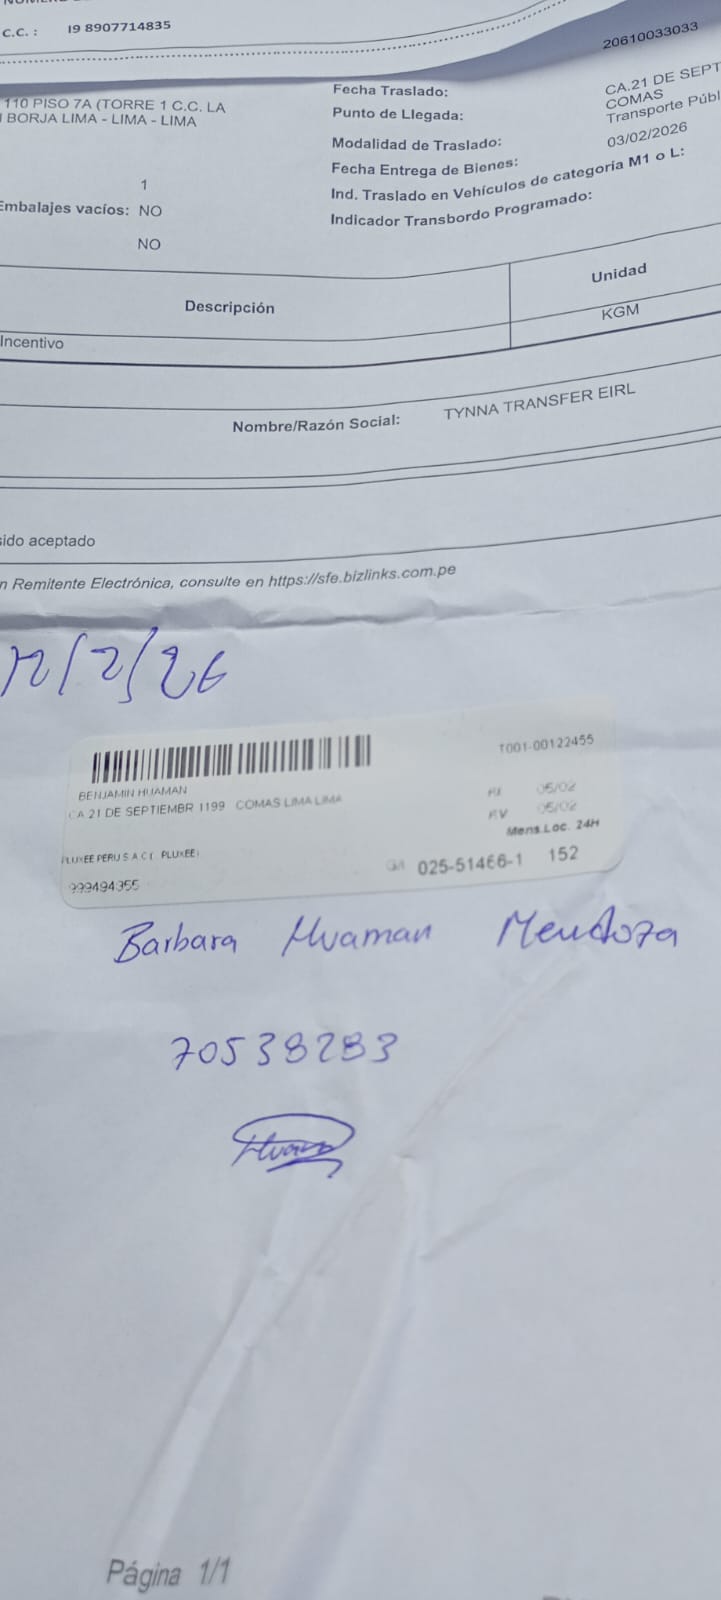 C.C. : 19 8907714835
20610033033
110 PISO 7A (TORRE 1 C.C. LA
BORJA LIMA - LIMA - LIMA
Fecha Traslado:
Punto de Llegada: CA.21 DE SEPT
COMAS
Modalidad de Traslado: Transporte Públ
Fecha Entrega de Bienes: 03/02/2026
Ind. Traslado en Vehículos de categoría M1 o L:
Indicador Transbordo Programado:
1
Embalajes vacíos: NO
NO
Descripción Unidad
Incentivo KGM
Nombre/Razón Social: TYNNA TRANSFER EIRL
sido aceptado
n Remitente Electrónica, consulte en https://sfe.bizlinks.com.pe
12/2/26
T001-00122455
BENJAMIN HUAMAN
CA 21 DE SEPTIEMBR 1199 COMAS LIMA LIMA
05/02
RV 05/02
Mens.Loc. 24H
PLUXEE PERU S A C ( PLUXEE)
025-51466-1 152
999494355
Barbara Huaman Mendoza
70538283
Página 1/1